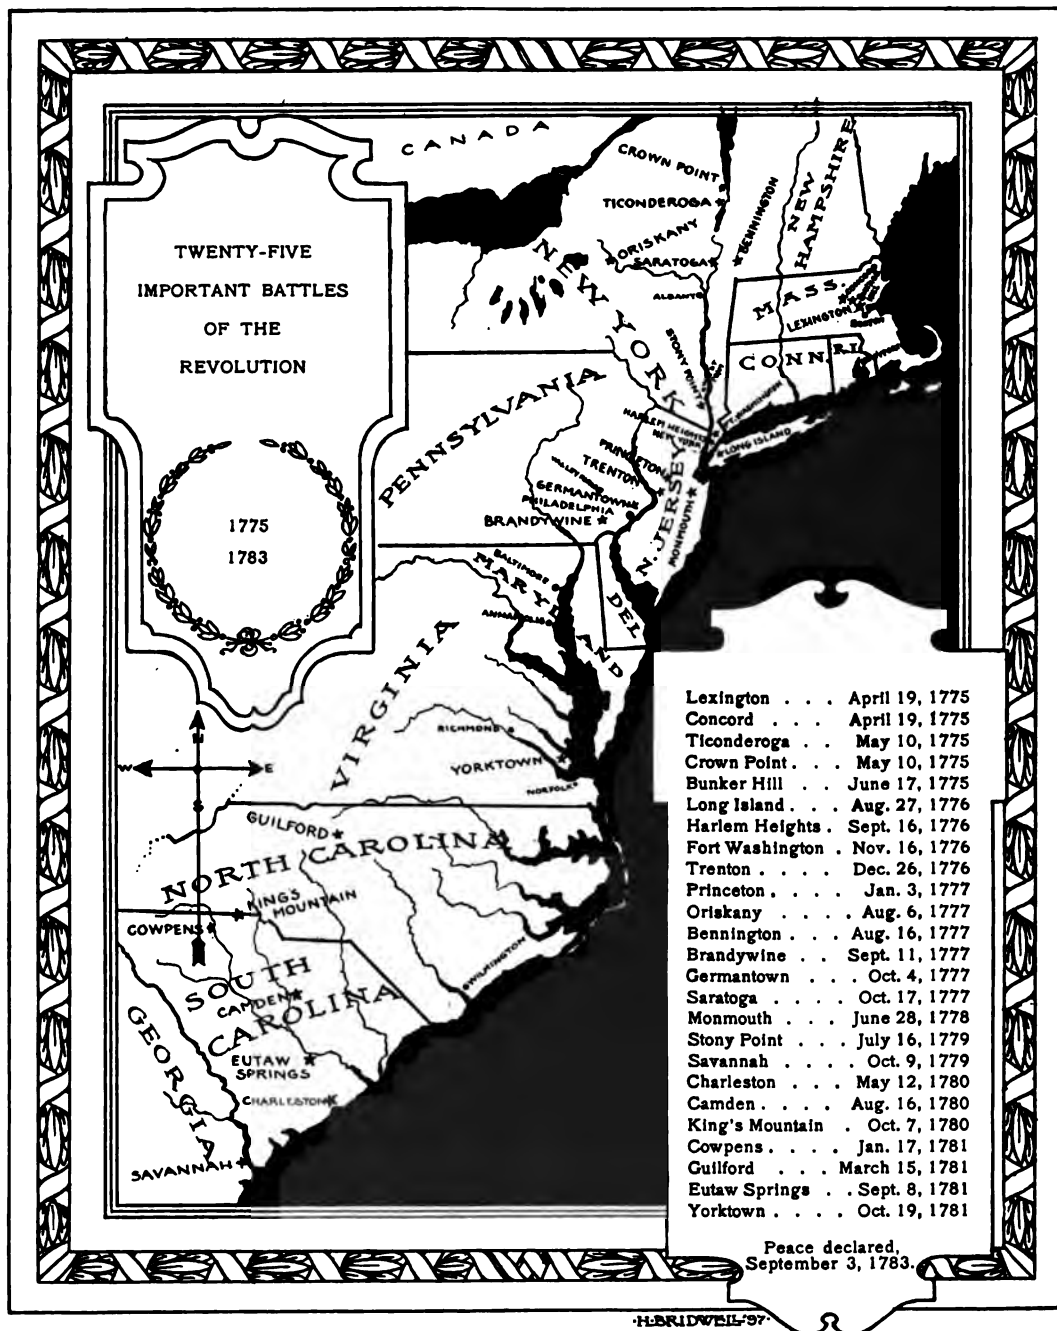 TWENTY-FIVE
IMPORTANT BATTLES
OF THE
REVOLUTION
1775
1783
CANADA
CROWN POINT
TICONDEROGA
ORISKANY
SARATOGA
BENNINGTON
NEW
HAMPSHIRE
ALBANY
MASS.
LEXINGTON
NEW YORK
STONY POINT
CONN.
R.I.
PENNSYLVANIA
HARLEM HEIGHTS
NEW YORK
FT. WASHINGTON
LONG ISLAND
PRINCETON
TRENTON
VALLEY FORGE
GERMANTOWN
PHILADELPHIA
BRANDYWINE
N. JERSEY
MONMOUTH
BALTIMORE
MARYLAND
ANNAPOLIS
DEL
VIRGINIA
RICHMOND
YORKTOWN
NORFOLK
N
W
E
S
GUILFORD
NORTH CAROLINA
KING'S
MOUNTAIN
COWPENS
WILMINGTON
SOUTH
CAROLINA
CAMDEN
GEORGIA
EUTAW
SPRINGS
CHARLESTON
SAVANNAH
Lexington . . . April 19, 1775
Concord . . . April 19, 1775
Ticonderoga . . May 10, 1775
Crown Point . . . May 10, 1775
Bunker Hill . . June 17, 1775
Long Island . . . Aug. 27, 1776
Harlem Heights . Sept. 16, 1776
Fort Washington . Nov. 16, 1776
Trenton . . . . Dec. 26, 1776
Princeton . . . . Jan. 3, 1777
Oriskany . . . . Aug. 6, 1777
Bennington . . . Aug. 16, 1777
Brandywine . . Sept. 11, 1777
Germantown . . . Oct. 4, 1777
Saratoga . . . . Oct. 17, 1777
Monmouth . . . June 28, 1778
Stony Point . . . July 16, 1779
Savannah . . . . Oct. 9, 1779
Charleston . . . May 12, 1780
Camden . . . . Aug. 16, 1780
King's Mountain . Oct. 7, 1780
Cowpens . . . . Jan. 17, 1781
Guilford . . . March 15, 1781
Eutaw Springs . . Sept. 8, 1781
Yorktown . . . . Oct. 19, 1781
Peace declared,
September 3, 1783.
·H·BRIDWELL·'97·